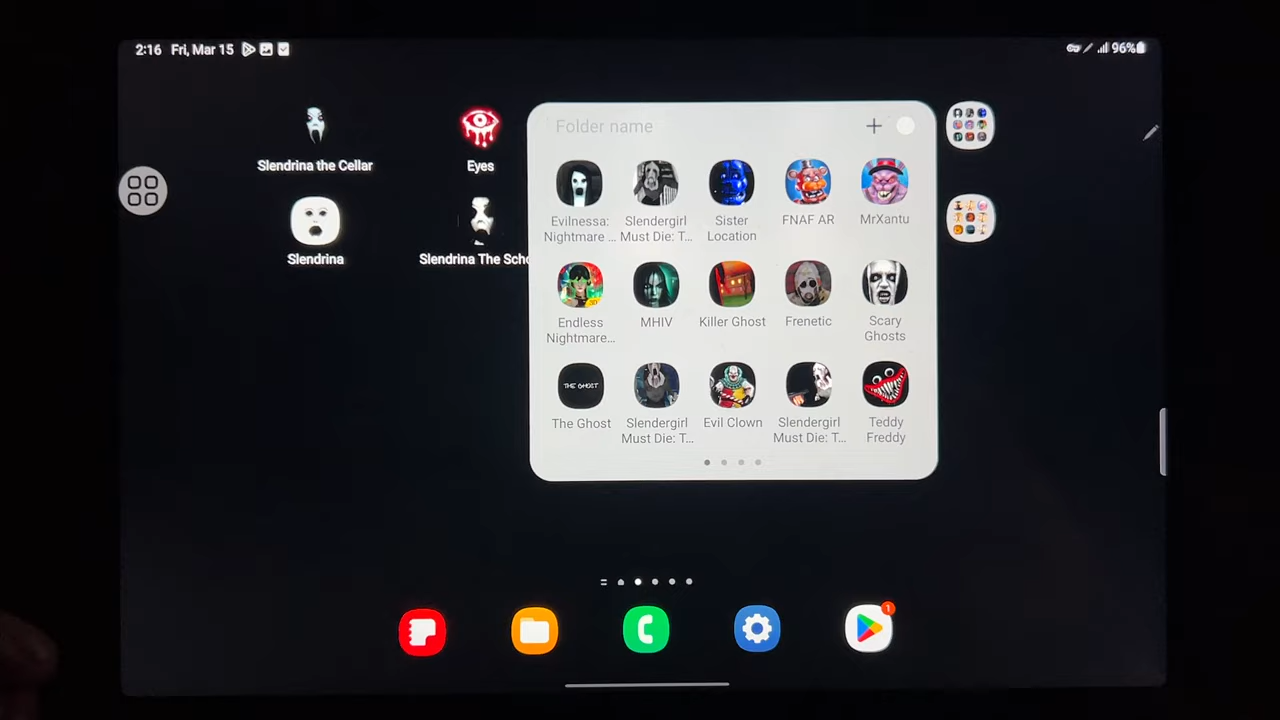 2:16 Fri, Mar 15
96%
Slendrina the Cellar
Eyes
Slendrina
Slendrina The Scho
Folder name
Evilnessa:
Nightmare ...
Slendergirl
Must Die: T...
Sister
Location
FNAF AR
MrXantu
Endless
Nightmare...
MHIV
Killer Ghost
Frenetic
Scary
Ghosts
THE GHOST
The Ghost
Slendergirl
Must Die: T...
Evil Clown
Slendergirl
Must Die: T...
Teddy
Freddy
1